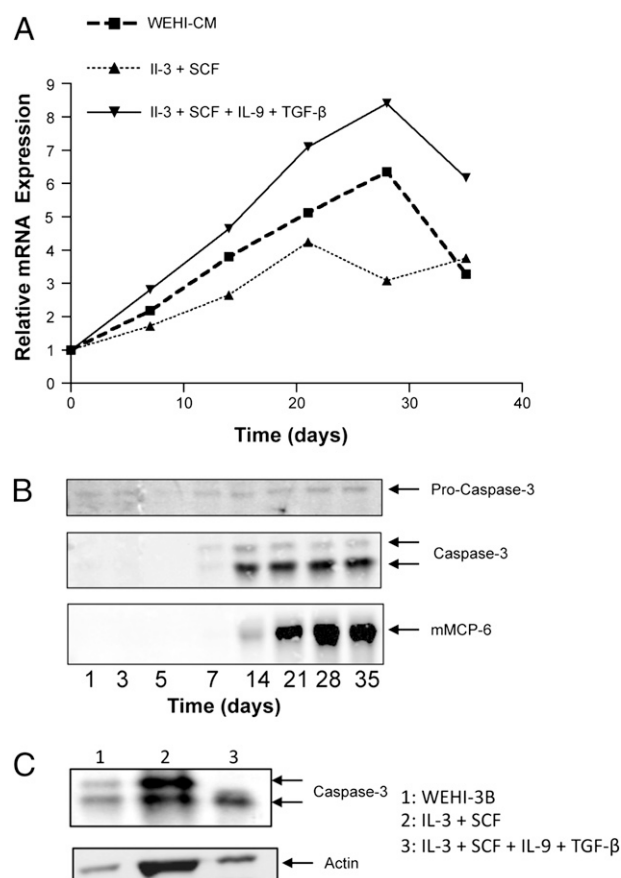 A
WEHI-CM
Il-3 + SCF
Il-3 + SCF + IL-9 + TGF-β
Relative mRNA Expression
9
8
7
6
5
4
3
2
1
0
0 10 20 30 40
Time (days)
B
Pro-Caspase-3
Caspase-3
mMCP-6
1 3 5 7 14 21 28 35
Time (days)
C
1 2 3
Caspase-3
Actin
1: WEHI-3B
2: IL-3 + SCF
3: IL-3 + SCF + IL-9 + TGF-β